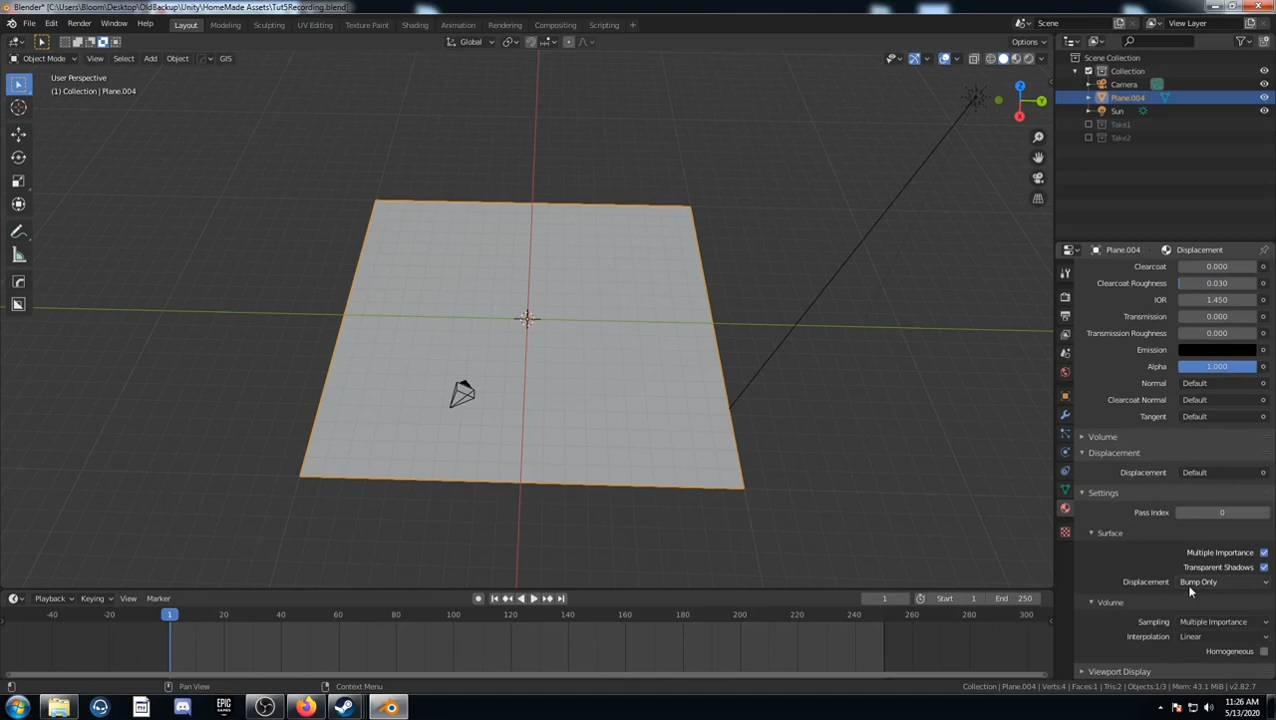 Blender* [C:\Users\Bloom\Desktop\OldBackup\Unity\HomeMade Assets\Tut5Recording.blend]
File Edit Render Window Help
Layout Modeling Sculpting UV Editing Texture Paint Shading Animation Rendering Compositing Scripting +
Scene
View Layer
Global
Options
Object Mode View Select Add Object GIS
User Perspective
(1) Collection | Plane.004
Z
Y
X
Scene Collection
Collection
Camera
Plane.004
Sun
Take1
Take2
Plane.004 Displacement
Clearcoat 0.000
Clearcoat Roughness 0.030
IOR 1.450
Transmission 0.000
Transmission Roughness 0.000
Emission
Alpha 1.000
Normal Default
Clearcoat Normal Default
Tangent Default
Volume
Displacement
Displacement Default
Settings
Pass Index 0
Surface
Multiple Importance
Transparent Shadows
Displacement Bump Only
Volume
Sampling Multiple Importance
Interpolation Linear
Homogeneous
Viewport Display
Playback Keying View Marker
1 Start 1 End 250
-40 -20 1 20 40 60 80 100 120 140 160 180 200 220 240 260 280 300
Pan View
Context Menu
Collection | Plane.004 | Verts:4 | Faces:1 | Tris:2 | Objects:1/3 | Mem: 43.1 MiB | v2.82.7
EPIC
GAMES
11:26 AM
5/13/2020